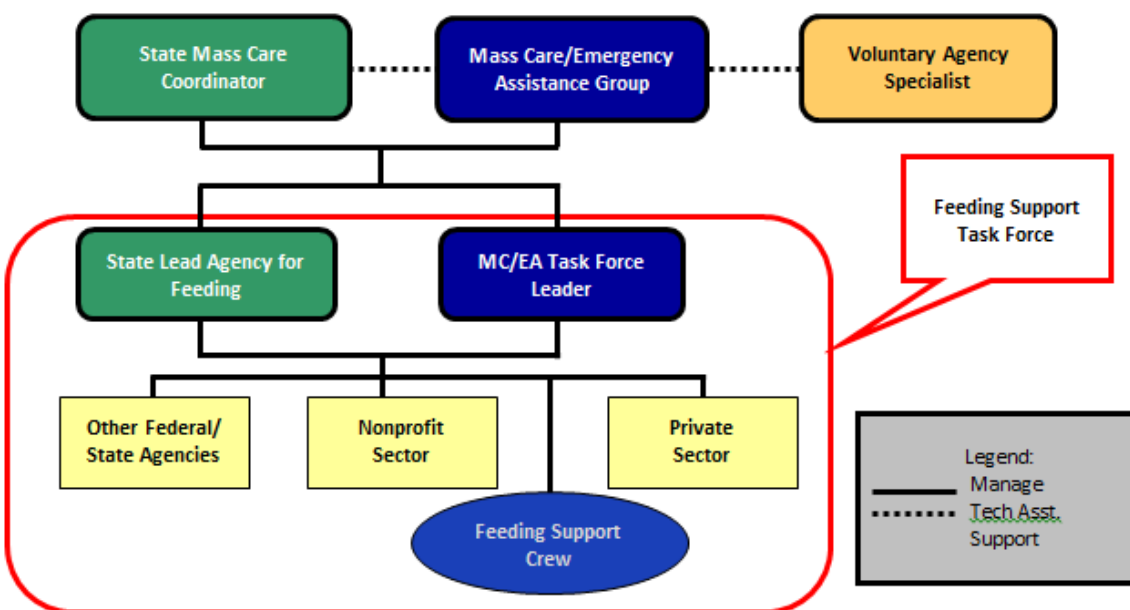 State Mass Care
Coordinator
Mass Care/Emergency
Assistance Group
Voluntary Agency
Specialist
Feeding Support
Task Force
State Lead Agency for
Feeding
MC/EA Task Force
Leader
Other Federal/
State Agencies
Nonprofit
Sector
Private
Sector
Feeding Support
Crew
Legend:
Manage
Tech Asst.
Support